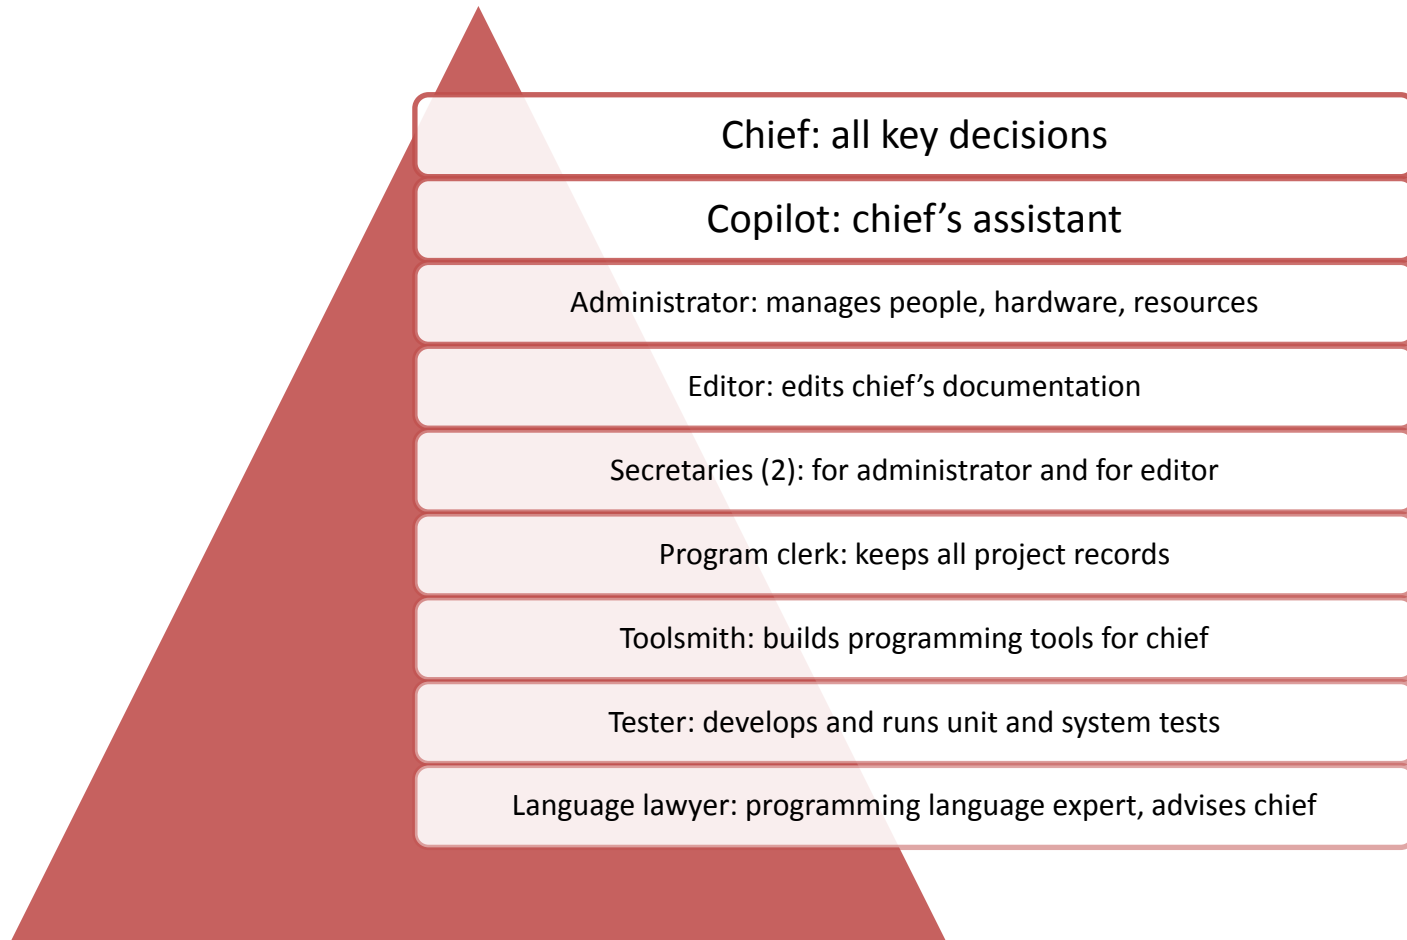 Chief: all key decisions
Copilot: chief’s assistant
Administrator: manages people, hardware, resources
Editor: edits chief’s documentation
Secretaries (2): for administrator and for editor
Program clerk: keeps all project records
Toolsmith: builds programming tools for chief
Tester: develops and runs unit and system tests
Language lawyer: programming language expert, advises chief